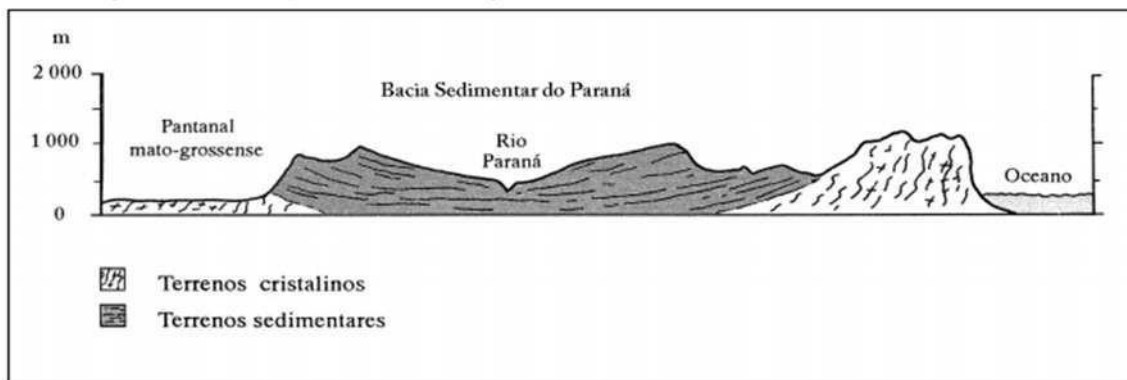 m
2 000
Bacia Sedimentar do Paraná
Pantanal
mato-grossense
1 000
Rio
Paraná
Oceano
0
Terrenos cristalinos
Terrenos sedimentares